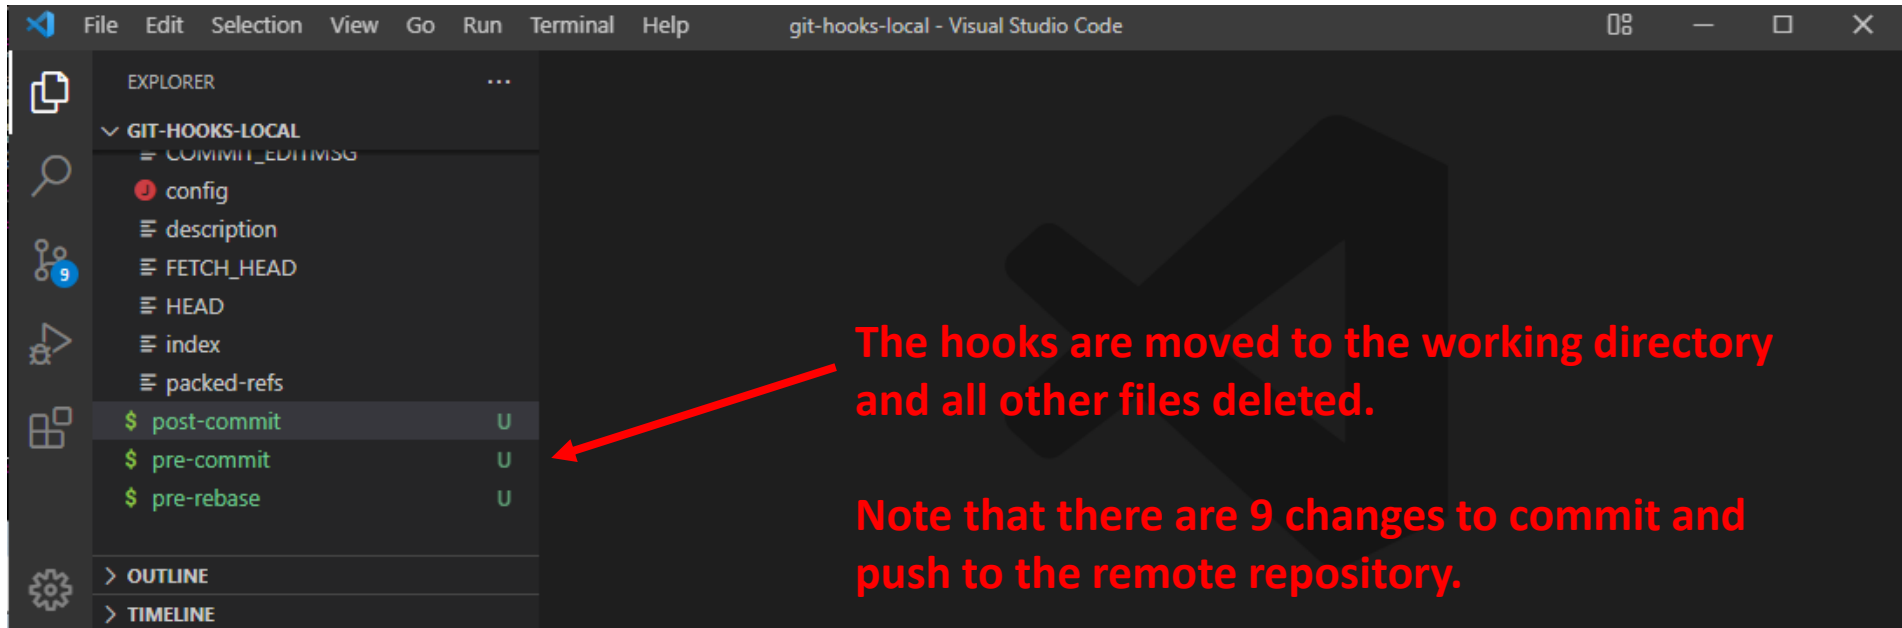 File Edit Selection View Go Run Terminal Help git-hooks-local - Visual Studio Code
EXPLORER ...
GIT-HOOKS-LOCAL
COMMIT_EDITMSG
config
description
FETCH_HEAD
9
HEAD
index
packed-refs
$ post-commit U
$ pre-commit U
$ pre-rebase U
OUTLINE
TIMELINE
The hooks are moved to the working directory
and all other files deleted.
Note that there are 9 changes to commit and
push to the remote repository.